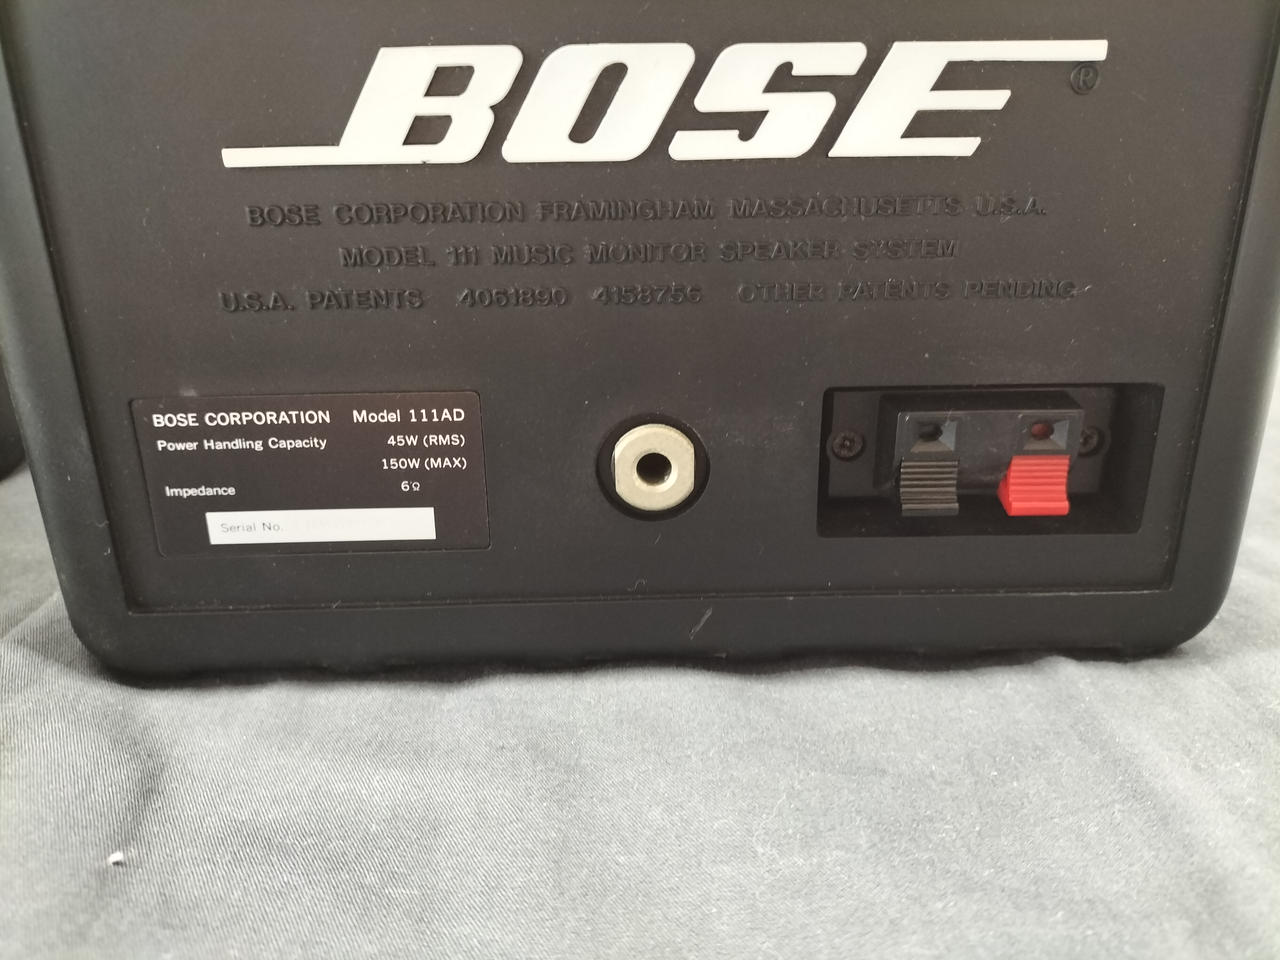 BOSE®
BOSE CORPORATION FRAMINGHAM MASSACHUSETTS U.S.A.
MODEL 111 MUSIC MONITOR SPEAKER SYSTEM
U.S.A. PATENTS 4061890 4158756 OTHER PATENTS PENDING
BOSE CORPORATION Model 111AD
Power Handling Capacity 45W (RMS)
150W (MAX)
Impedance 6Ω
Serial No.